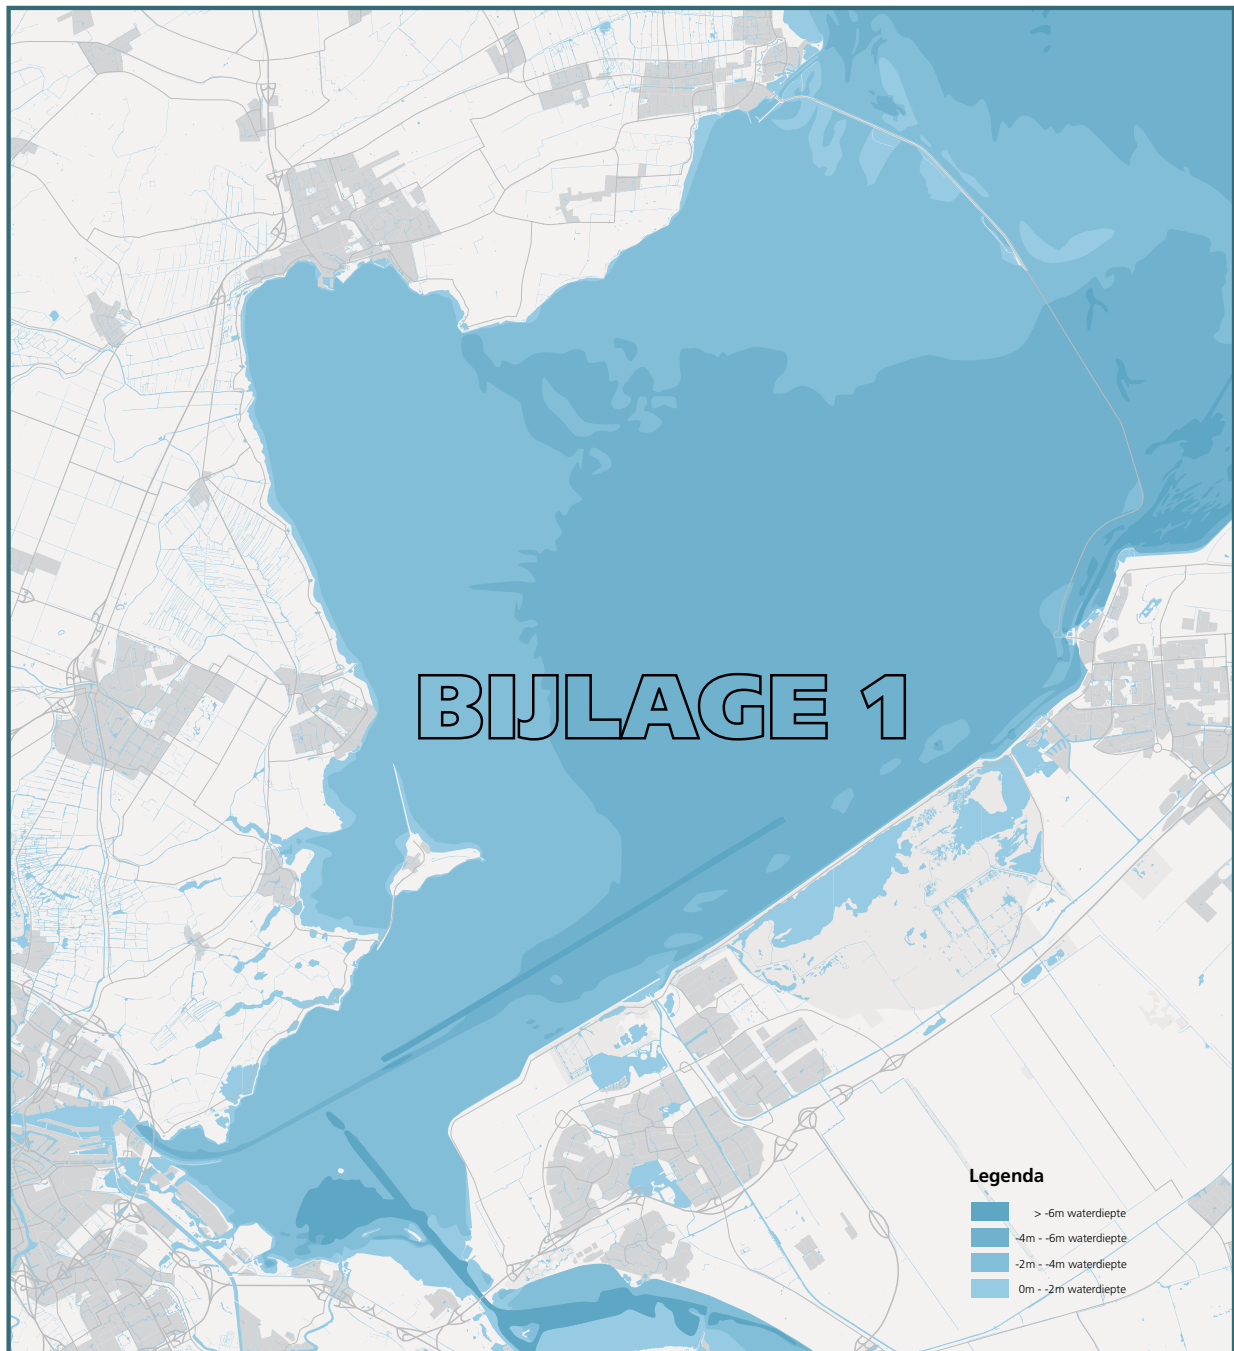 BIJLAGE 1
Legenda
> -6m waterdiepte
-4m - -6m waterdiepte
-2m - -4m waterdiepte
0m - -2m waterdiepte